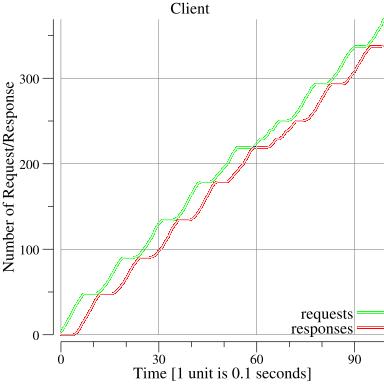 Client
Number of Request/Response
300
200
100
0
requests
responses
0 30 60 90
Time [1 unit is 0.1 seconds]